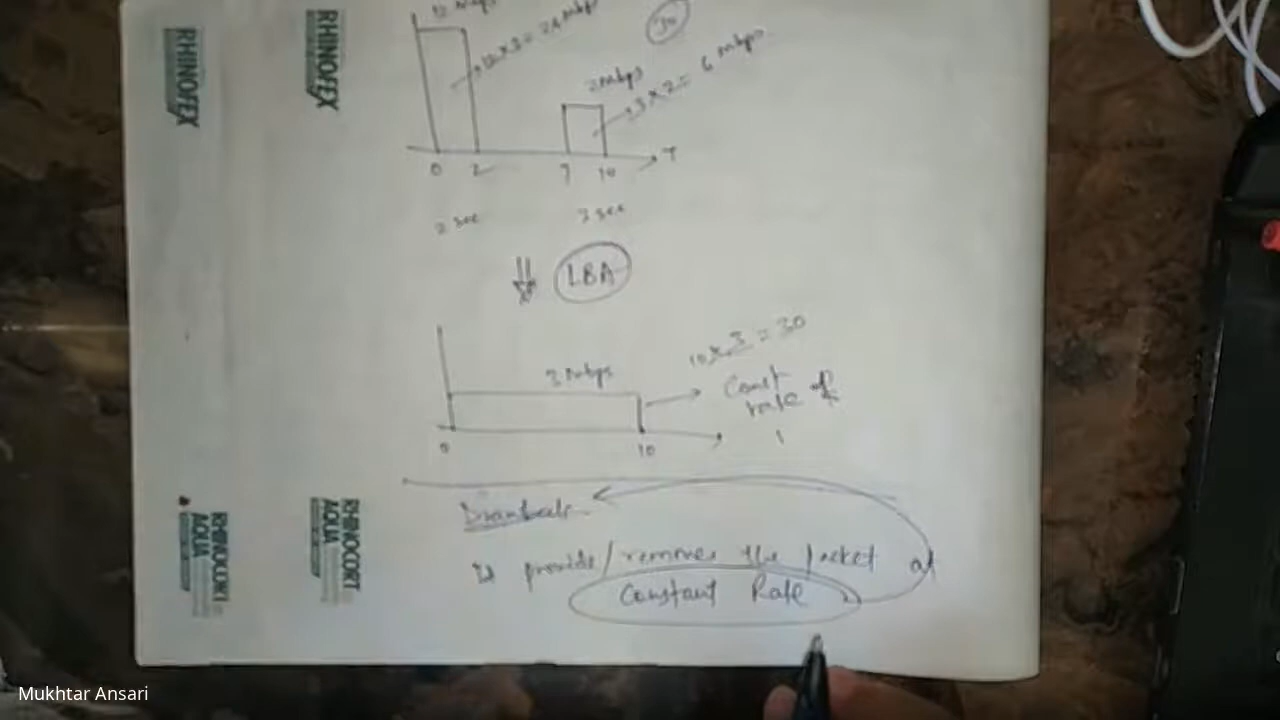 12 Mbps
12 x 2 = 24 Mbps
30
2 Mbps
3 x 2 = 6 Mbps
0 2 7 10 T
2 sec 3 sec
LBA
10 x 3 = 30
3 Mbps
Const
rate of
0 10
Drawback
It provide/remove the packet at
Constant Rate
RHINOFEX
RHINOFEX
RHINOCORT
AQUA
RHINOCORT
AQUA
Mukhtar Ansari